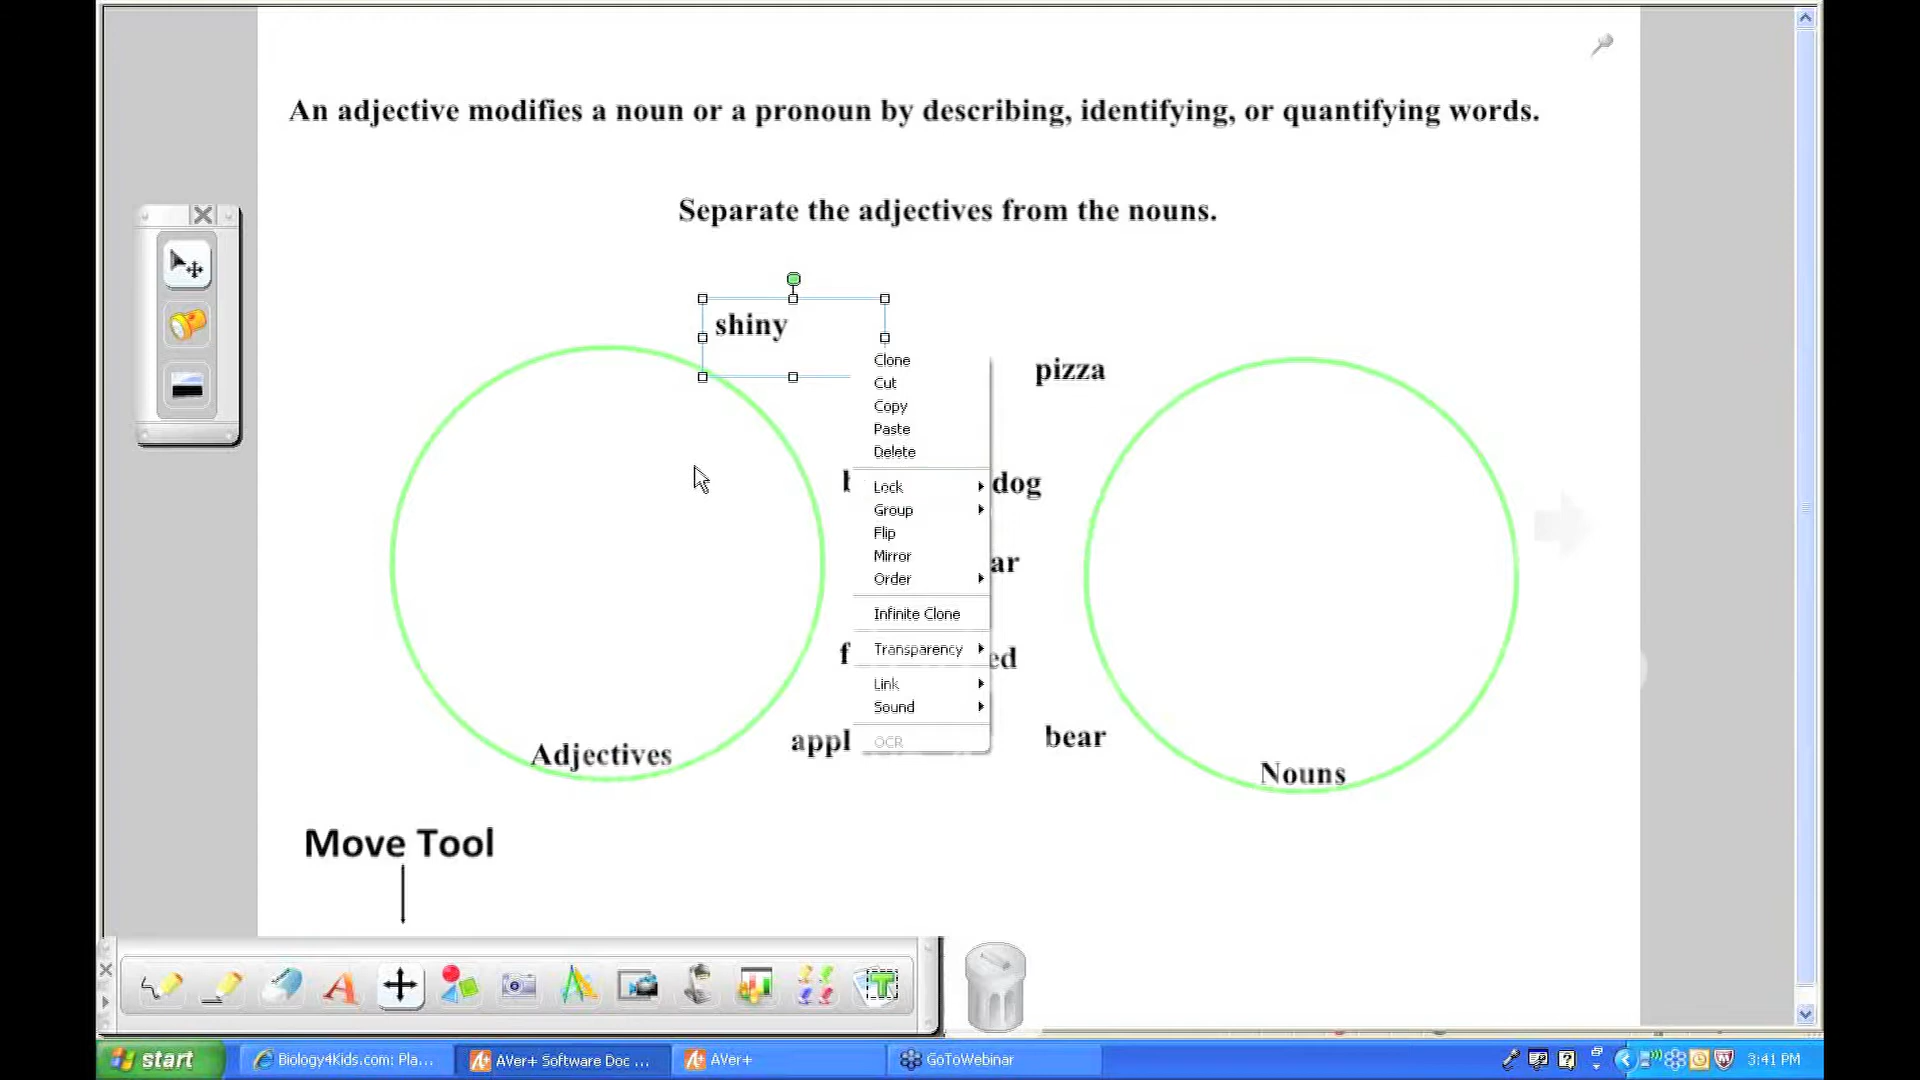 An adjective modifies a noun or a pronoun by describing, identifying, or quantifying words.
Separate the adjectives from the nouns.
shiny
pizza
Clone
Cut
Copy
Paste
Delete
Lock
Group
Flip
Mirror
Order
Infinite Clone
Transparency
Link
Sound
OCR
dog
bear
Adjectives
Nouns
Move Tool
start
Biology4Kids.com: Pla...
AVer+ Software Doc ...
AVer+
GoToWebinar
3:41 PM